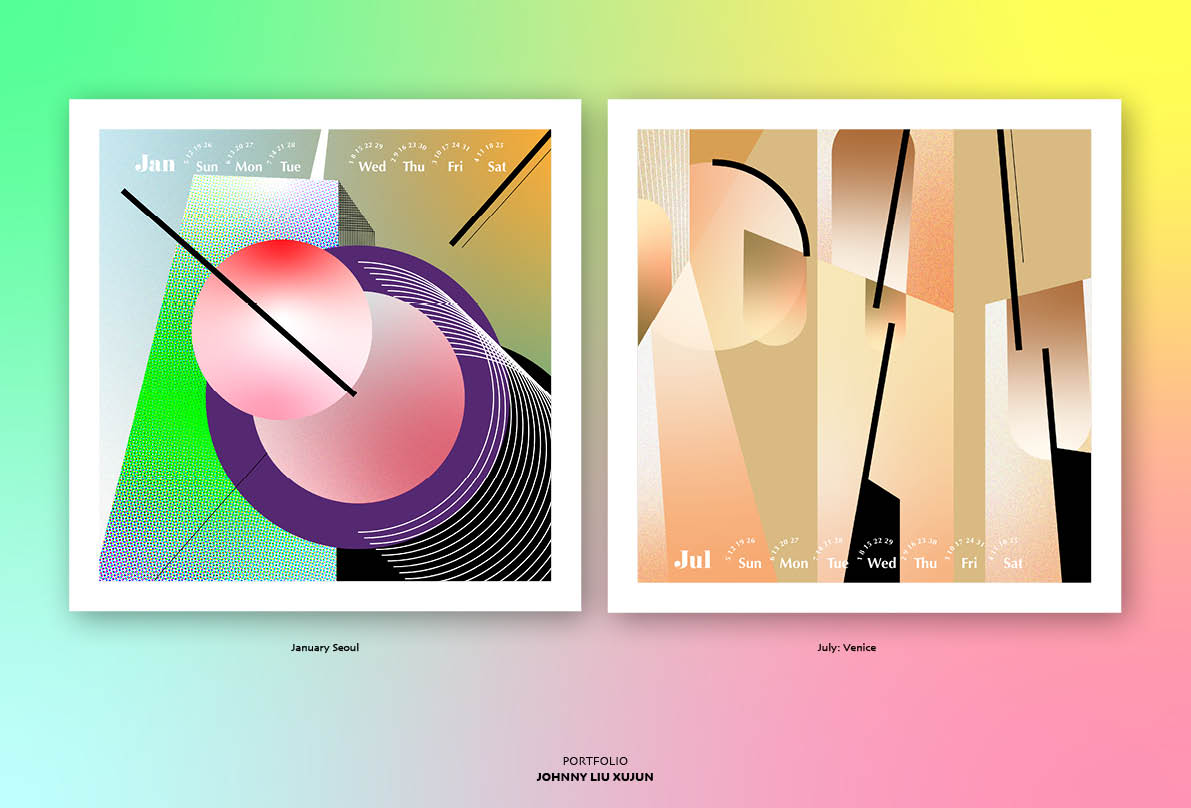 Jan
5 12 19 26
6 13 20 27
7 14 21 28
1 8 15 22 29
2 9 16 23 30
3 10 17 24 31
4 11 18 25
Sun Mon Tue Wed Thu Fri Sat
Jul
5 12 19 26
6 13 20 27
7 14 21 28
1 8 15 22 29
2 9 16 23 30
3 10 17 24 31
4 11 18 25
Sun Mon Tue Wed Thu Fri Sat
January Seoul
July: Venice
PORTFOLIO
JOHNNY LIU XUJUN